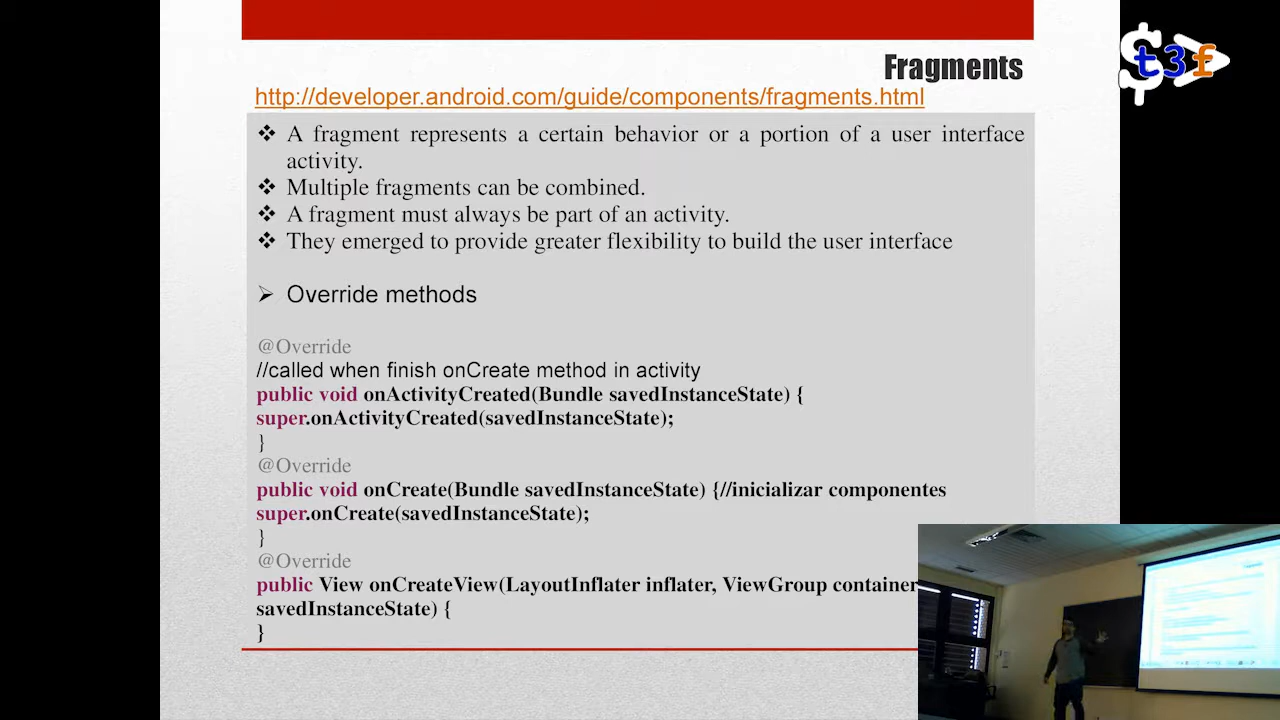 Fragments
$t3f
http://developer.android.com/guide/components/fragments.html
❖ A fragment represents a certain behavior or a portion of a user interface
activity.
❖ Multiple fragments can be combined.
❖ A fragment must always be part of an activity.
❖ They emerged to provide greater flexibility to build the user interface
➢ Override methods
@Override
//called when finish onCreate method in activity
public void onActivityCreated(Bundle savedInstanceState) {
super.onActivityCreated(savedInstanceState);
}
@Override
public void onCreate(Bundle savedInstanceState) {//inicializar componentes
super.onCreate(savedInstanceState);
}
@Override
public View onCreateView(LayoutInflater inflater, ViewGroup container
savedInstanceState) {
}